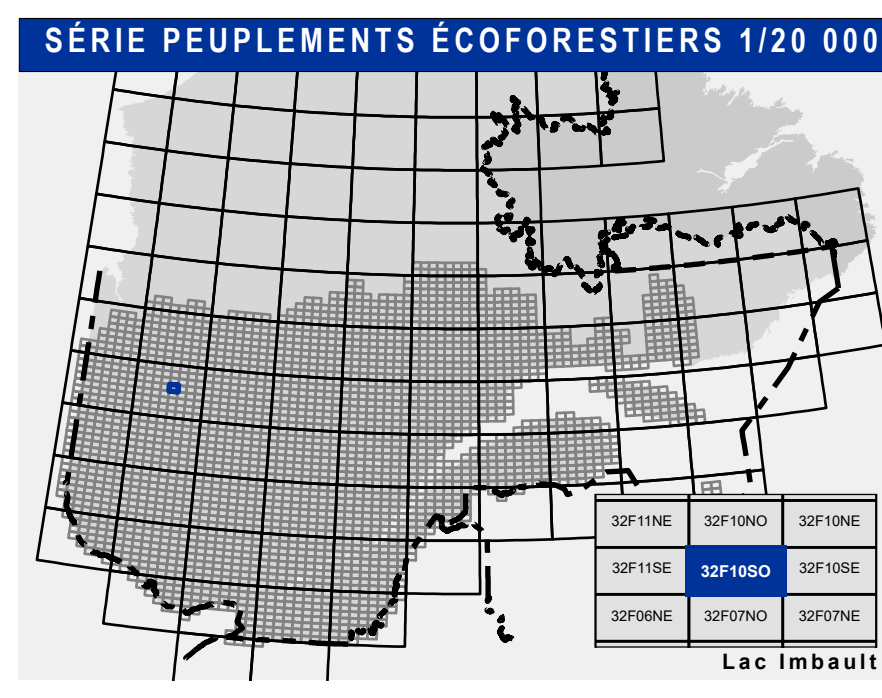 SÉRIE PEUPLEMENTS ÉCOFORESTIERS 1/20 000
32F11NE 32F10NO 32F10NE
32F11SE 32F10SO 32F10SE
32F06NE 32F07NO 32F07NE
Lac Imbault